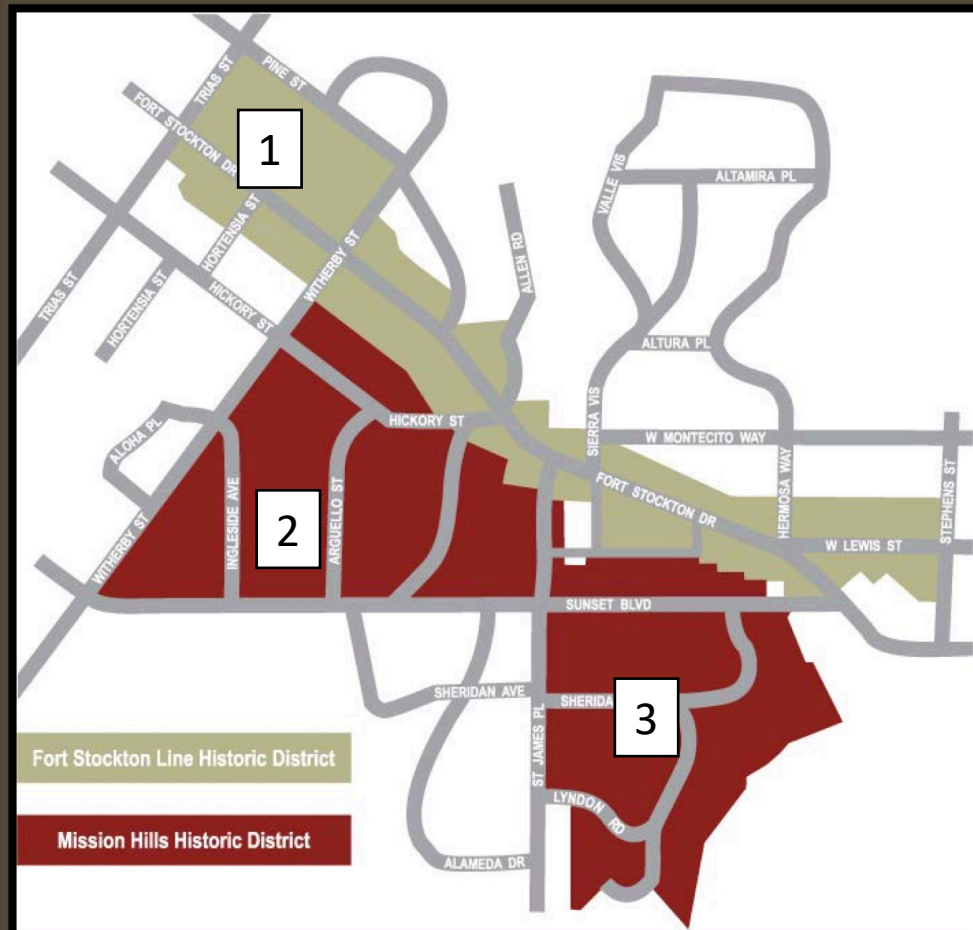 TRIAS ST
PINE ST
FORT STOCKTON DR
1
HORTENSIA ST
WITHERBY ST
ALLEN RD
VALLE VIS
ALTAMIRA PL
TRIAS ST
HORTENSIA ST
HICKORY ST
ALTURA PL
HICKORY ST
SIERRA VIS
W MONTECITO WAY
HERMOSA WAY
STEPHENS ST
ALOHA PL
INGLESIDE AVE
2
ARGUELLO ST
FORT STOCKTON DR
W LEWIS ST
WITHERBY ST
SUNSET BLVD
SHERIDAN AVE
SHERIDA
3
ST JAMES PL
LYNDON RD
ALAMEDA DR
Fort Stockton Line Historic District
Mission Hills Historic District